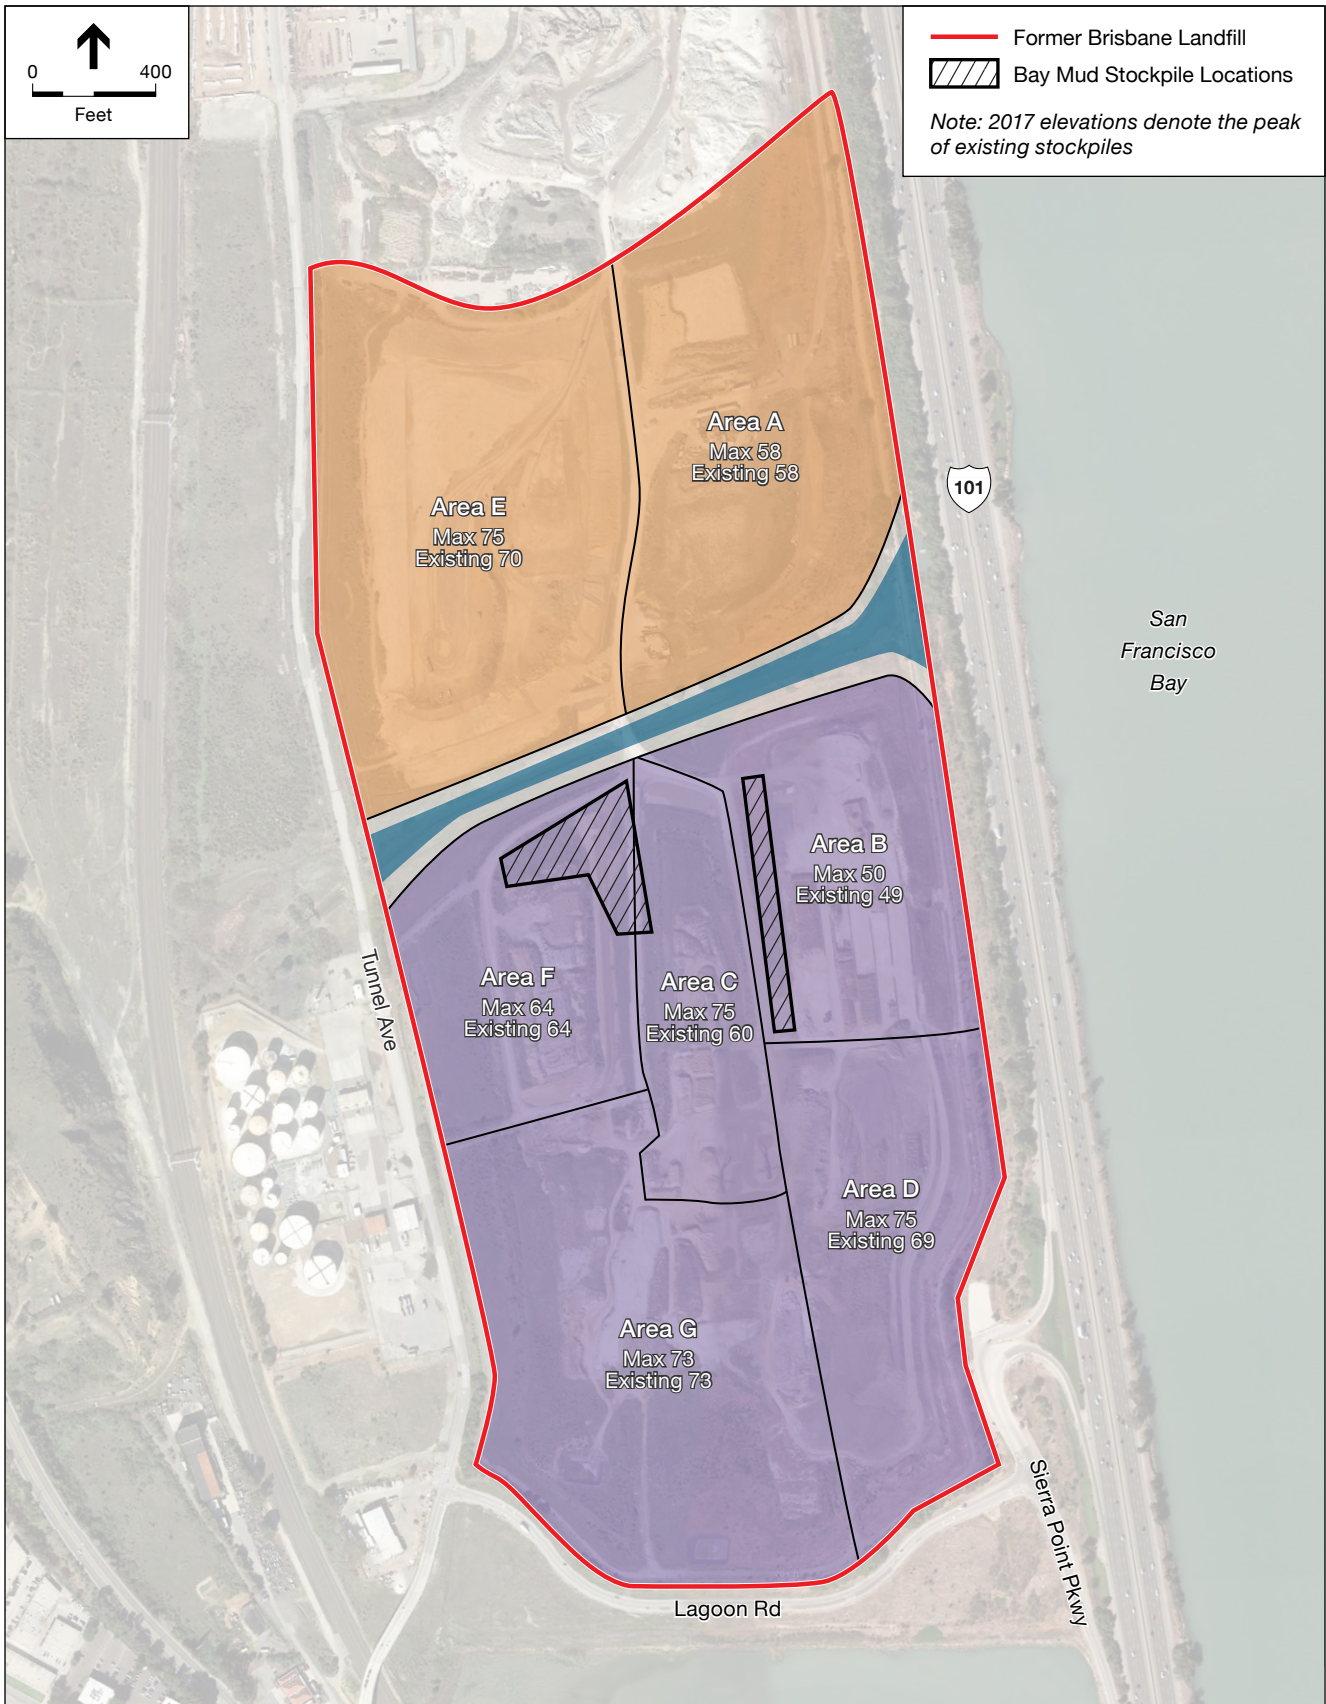 0 400
Feet
Former Brisbane Landfill
Bay Mud Stockpile Locations
Note: 2017 elevations denote the peak
of existing stockpiles
Area A
Max 58
Existing 58
101
Area E
Max 75
Existing 70
San
Francisco
Bay
Area B
Max 50
Existing 49
Tunnel Ave
Area F
Max 64
Existing 64
Area C
Max 75
Existing 60
Area D
Max 75
Existing 69
Area G
Max 73
Existing 73
Sierra Point Pkwy
Lagoon Rd